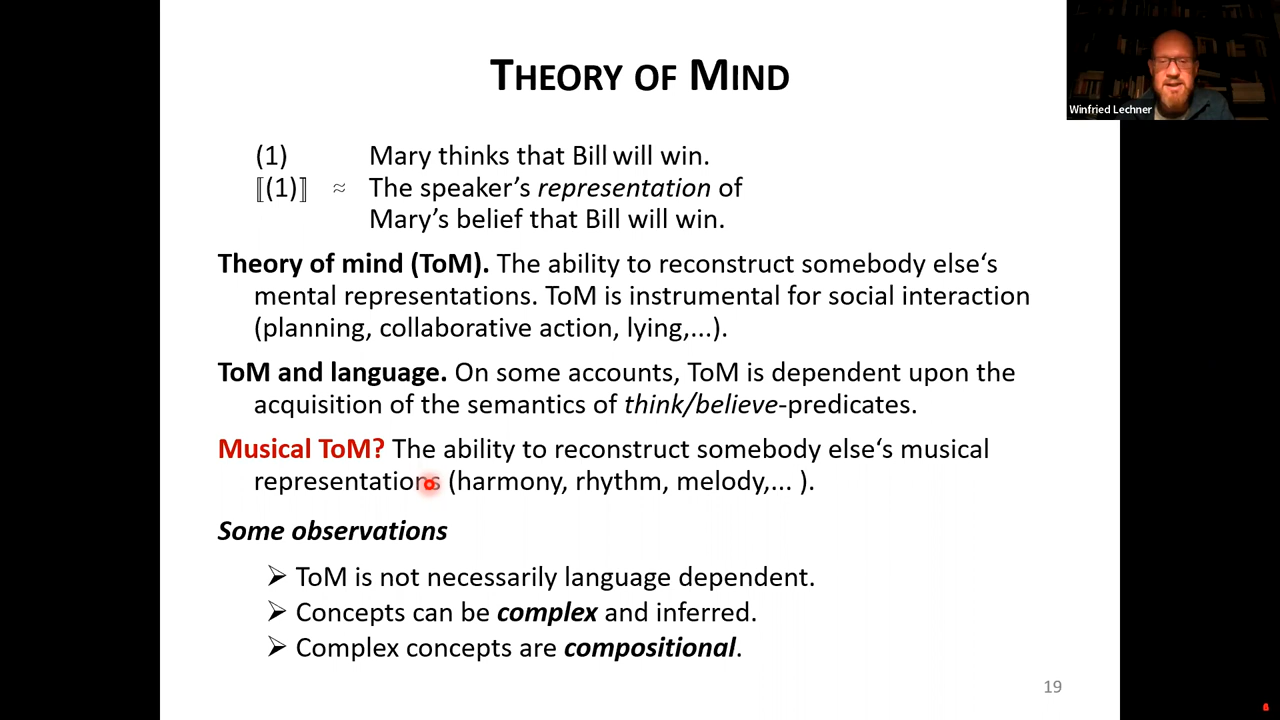 THEORY OF MIND
Winfried Lechner
(1) Mary thinks that Bill will win.
⟦(1)⟧ ≈ The speaker’s representation of
Mary’s belief that Bill will win.
Theory of mind (ToM). The ability to reconstruct somebody else‘s
mental representations. ToM is instrumental for social interaction
(planning, collaborative action, lying,...).
ToM and language. On some accounts, ToM is dependent upon the
acquisition of the semantics of think/believe-predicates.
Musical ToM? The ability to reconstruct somebody else‘s musical
representations (harmony, rhythm, melody,... ).
Some observations
➢ ToM is not necessarily language dependent.
➢ Concepts can be complex and inferred.
➢ Complex concepts are compositional.
19